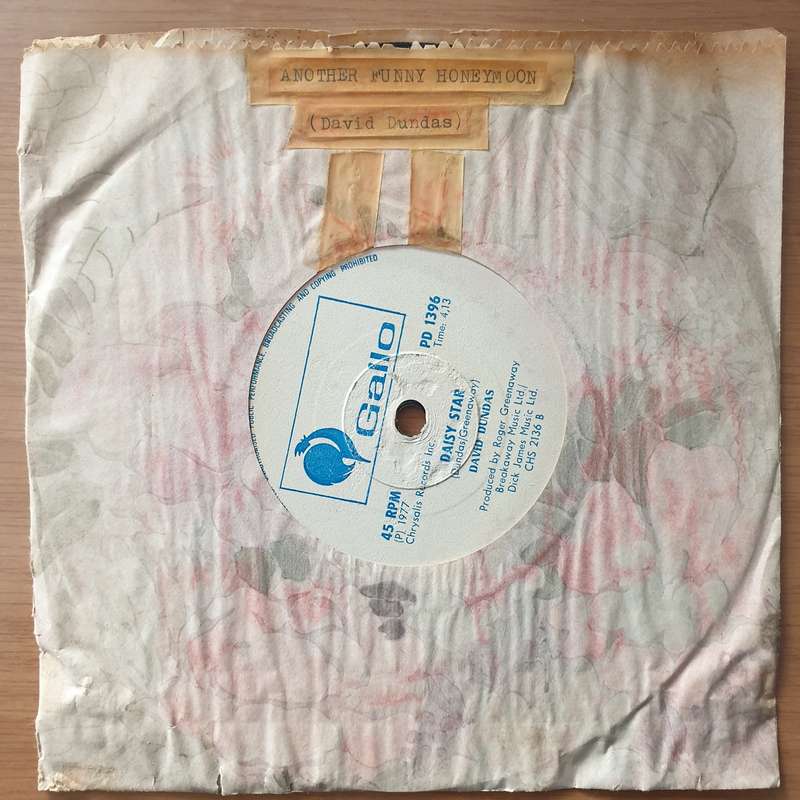 ANOTHER FUNNY HONEYMOON
(David Dundas)
PUBLIC PERFORMANCE, BROADCASTING AND COPYING PROHIBITED
Gallo
45 RPM
(P) 1977
Chrysalis Records Inc.
PD 1396
Time: 4,13
DAISY STAR
(Dundas/Greenaway)
DAVID DUNDAS
Produced by Roger Greenaway
Breakaway Music Ltd/
Dick James Music Ltd.
CHS 2136 B